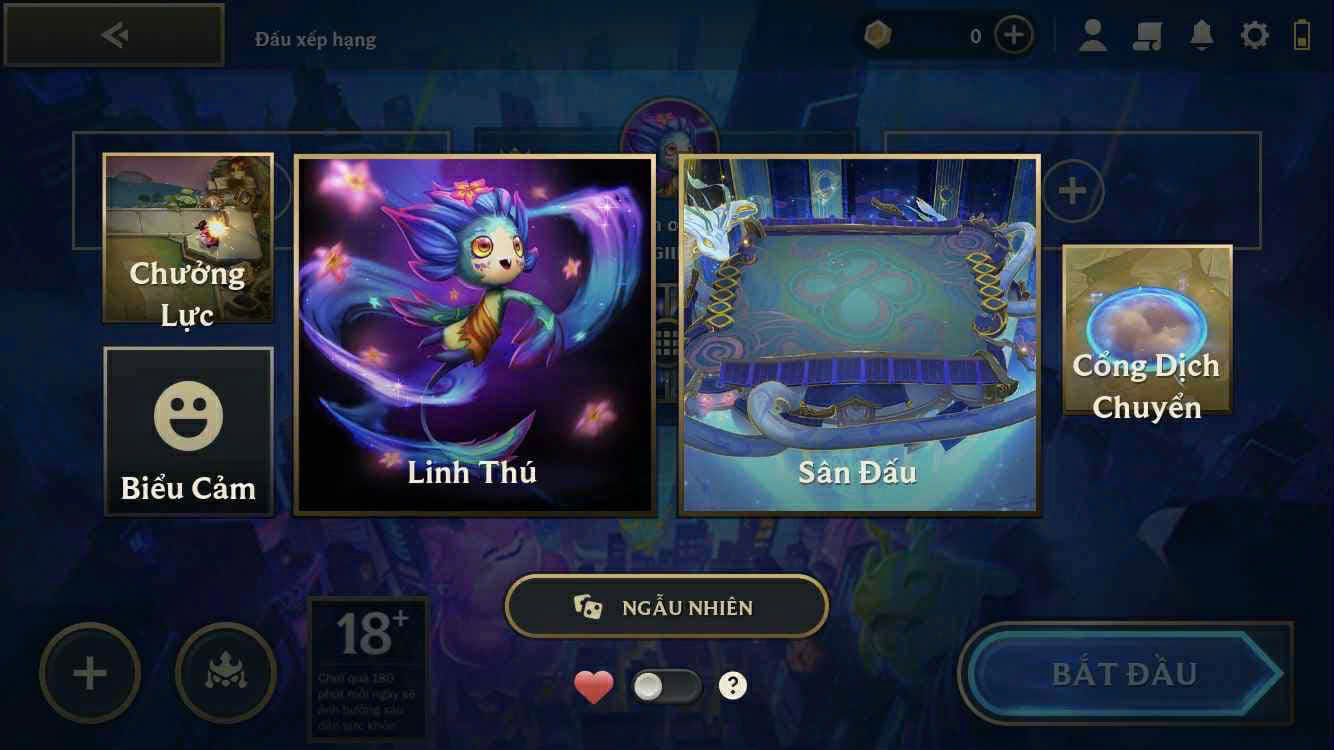 Đấu xếp hạng
0
Chưởng
Lực
Biểu Cảm
Linh Thú
Sân Đấu
Cổng Dịch
Chuyển
NGẪU NHIÊN
?
18+
Chơi quá 180
phút mỗi ngày sẽ
ảnh hưởng xấu
đến sức khỏe
BẮT ĐẦU